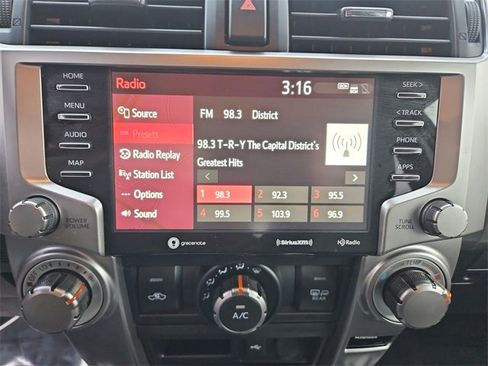 HOME
MENU
AUDIO
MAP
POWER
VOLUME
Radio
3:16
Source
Presets
Radio Replay
Station List
Options
Sound
FM 98.3 District
98.3 T-R-Y The Capital District's
Greatest Hits
< >
1 98.3 2 92.3 3 95.5
4 99.5 5 103.9 6 96.9
gracenote
((SiriusXM))
HD Radio
SEEK >
< TRACK
PHONE
APPS
TUNE
SCROLL
A/C
REAR
TEMP